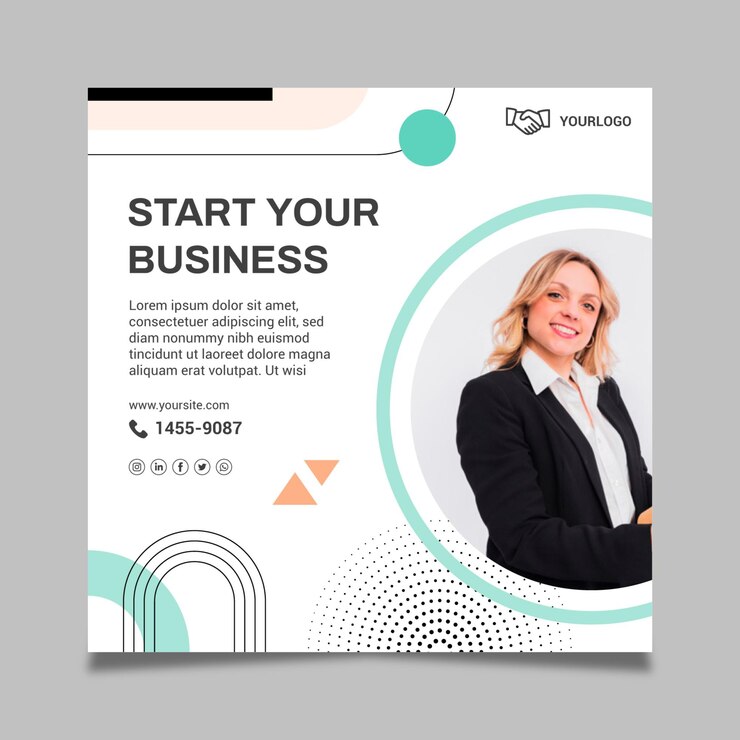 YOURLOGO
START YOUR
BUSINESS
Lorem ipsum dolor sit amet,
consectetuer adipiscing elit, sed
diam nonummy nibh euismod
tincidunt ut laoreet dolore magna
aliquam erat volutpat. Ut wisi
www.yoursite.com
1455-9087